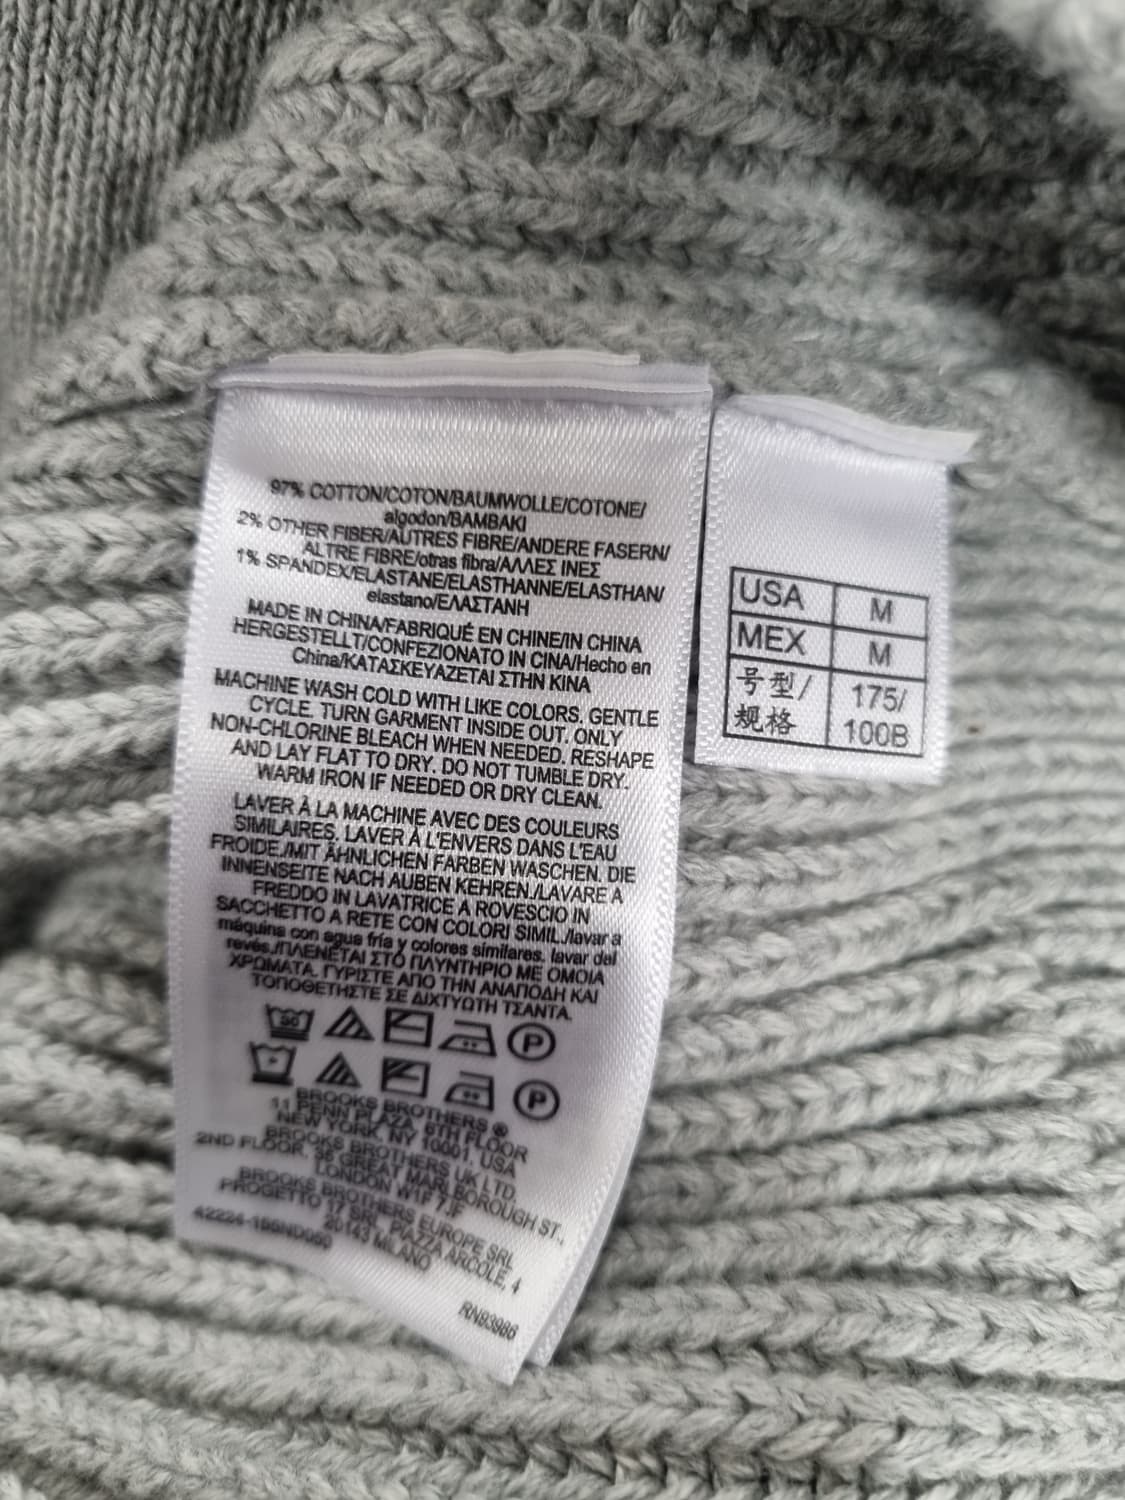 97% COTTON/COTON/BAUMWOLLE/COTONE/
algodon/BAMBAKI
2% OTHER FIBER/AUTRES FIBRE/ANDERE FASERN/
ALTRE FIBRE/otras fibra/ΑΛΛΕΣ ΙΝΕΣ
1% SPANDEX/ELASTANE/ELASTHANNE/ELASTHAN/
elastano/ΕΛΑΣΤΑΝΗ
MADE IN CHINA/FABRIQUÉ EN CHINE/IN CHINA
HERGESTELLT/CONFEZIONATO IN CINA/Hecho en
China/ΚΑΤΑΣΚΕΥΑΖΕΤΑΙ ΣΤΗΝ ΚΙΝΑ
MACHINE WASH COLD WITH LIKE COLORS. GENTLE
CYCLE. TURN GARMENT INSIDE OUT. ONLY
NON-CHLORINE BLEACH WHEN NEEDED. RESHAPE
AND LAY FLAT TO DRY. DO NOT TUMBLE DRY.
WARM IRON IF NEEDED OR DRY CLEAN.
LAVER À LA MACHINE AVEC DES COULEURS
SIMILAIRES. LAVER À L'ENVERS DANS L'EAU
FROIDE./MIT ÄHNLICHEN FARBEN WASCHEN. DIE
INNENSEITE NACH AUBEN KEHREN./LAVARE A
FREDDO IN LAVATRICE A ROVESCIO IN
SACCHETTO A RETE CON COLORI SIMIL./lavar a
máquina con agua fría y colores similares. lavar del
revés./ΠΛΕΝΕΤΑΙ ΣΤΟ ΠΛΥΝΤΗΡΙΟ ΜΕ ΟΜΟΙΑ
ΧΡΩΜΑΤΑ. ΓΥΡΙΣΤΕ ΑΠΟ ΤΗΝ ΑΝΑΠΟΔΗ ΚΑΙ
ΤΟΠΟΘΕΤΗΣΤΕ ΣΕ ΔΙΧΤΥΩΤΗ ΤΣΑΝΤΑ.
30 P
P
BROOKS BROTHERS ®
11 PENN PLAZA, 6TH FLOOR
NEW YORK, NY 10001, USA
BROOKS BROTHERS UK LTD.
2ND FLOOR, GREAT MARLBOROUGH ST.,
LONDON W1F 7JF
BROOKS BROTHERS EUROPE SRL
PROGETTO 17 SRL, PIAZZA ARCOLE, 4
20143 MILANO
RN93986
USA M
MEX M
号型/ 175/
规格 100B